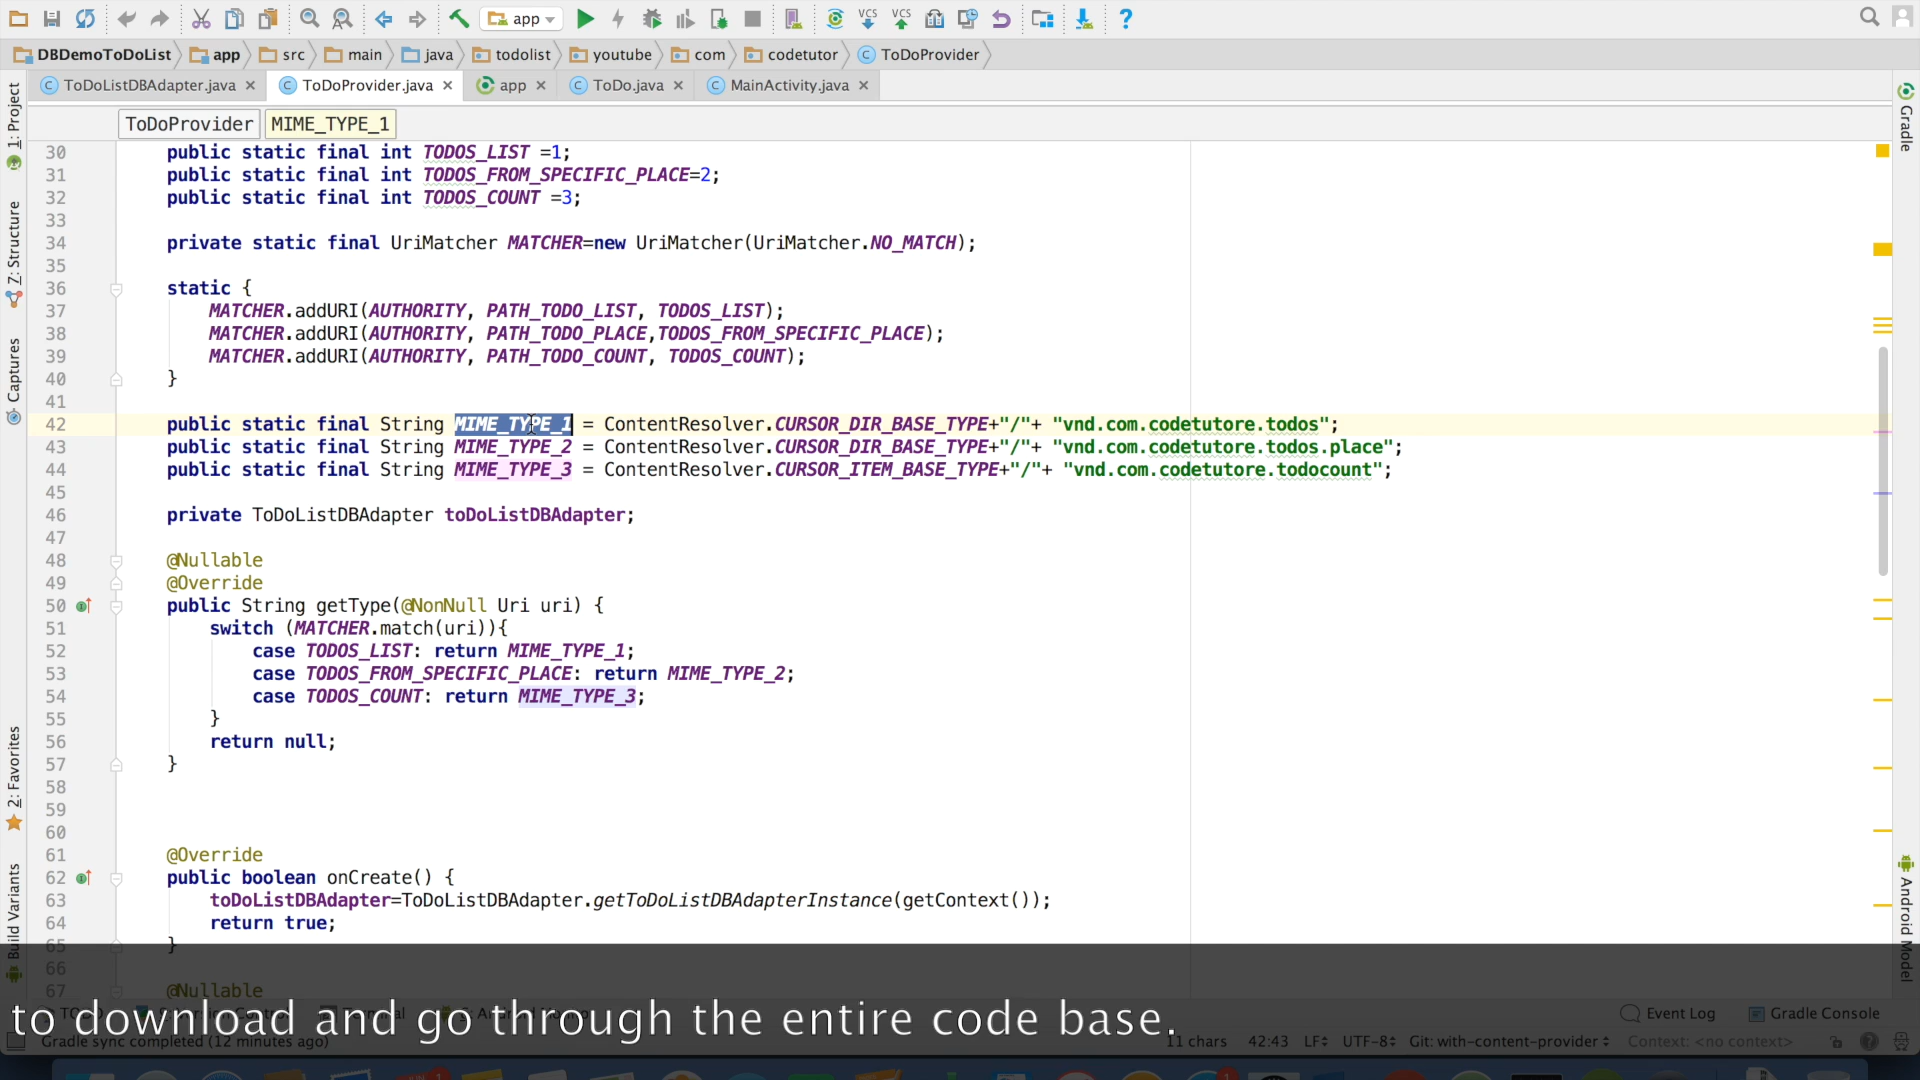 app
DBDemoToDoList app src main java todolist youtube com codetutor ToDoProvider
ToDoListDBAdapter.java ToDoProvider.java app ToDo.java MainActivity.java
ToDoProvider MIME_TYPE_1
30 public static final int TODOS_LIST =1;
31 public static final int TODOS_FROM_SPECIFIC_PLACE=2;
32 public static final int TODOS_COUNT =3;
33
34 private static final UriMatcher MATCHER=new UriMatcher(UriMatcher.NO_MATCH);
35
36 static {
37 MATCHER.addURI(AUTHORITY, PATH_TODO_LIST, TODOS_LIST);
38 MATCHER.addURI(AUTHORITY, PATH_TODO_PLACE,TODOS_FROM_SPECIFIC_PLACE);
39 MATCHER.addURI(AUTHORITY, PATH_TODO_COUNT, TODOS_COUNT);
40 }
41
42 public static final String MIME_TYPE_1 = ContentResolver.CURSOR_DIR_BASE_TYPE+"/"+ "vnd.com.codetutore.todos";
43 public static final String MIME_TYPE_2 = ContentResolver.CURSOR_DIR_BASE_TYPE+"/"+ "vnd.com.codetutore.todos.place";
44 public static final String MIME_TYPE_3 = ContentResolver.CURSOR_ITEM_BASE_TYPE+"/"+ "vnd.com.codetutore.todocount";
45
46 private ToDoListDBAdapter toDoListDBAdapter;
47
48 @Nullable
49 @Override
50 public String getType(@NonNull Uri uri) {
51 switch (MATCHER.match(uri)){
52 case TODOS_LIST: return MIME_TYPE_1;
53 case TODOS_FROM_SPECIFIC_PLACE: return MIME_TYPE_2;
54 case TODOS_COUNT: return MIME_TYPE_3;
55 }
56 return null;
57 }
58
59
60
61 @Override
62 public boolean onCreate() {
63 toDoListDBAdapter=ToDoListDBAdapter.getToDoListDBAdapterInstance(getContext());
64 return true;
65 }
66
67 @Nullable
to download and go through the entire code base.
Event Log Gradle Console
Gradle sync completed (12 minutes ago) 11 chars 42:43 LF UTF-8 Git: with-content-provider Context: <no context>
1: Project
Z: Structure
Captures
2: Favorites
Build Variants
Gradle
Android Model
VCS
VCS